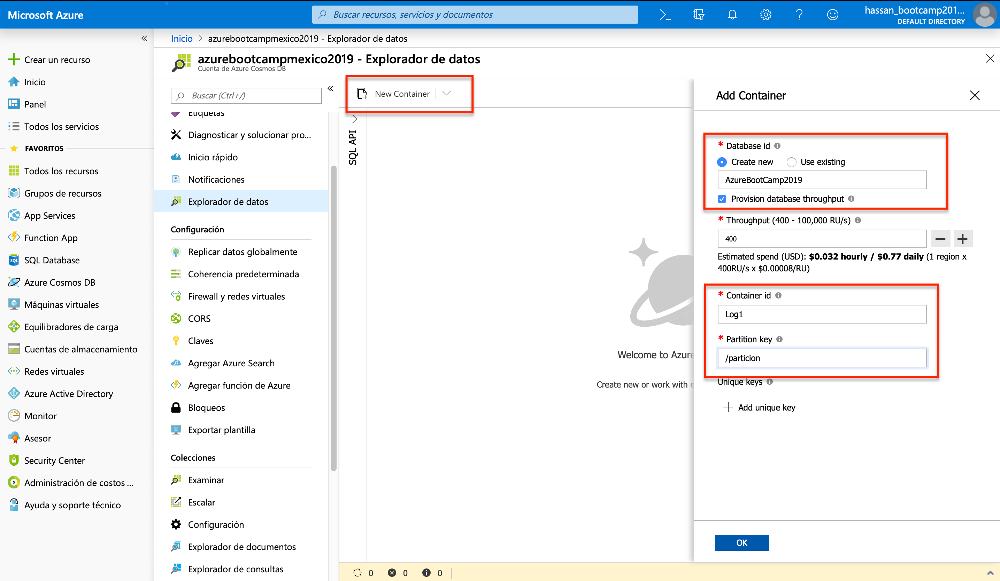 Microsoft Azure
Buscar recursos, servicios y documentos
hassan_bootcamp201...
DEFAULT DIRECTORY
Crear un recurso
Inicio
Panel
Todos los servicios
FAVORITOS
Todos los recursos
Grupos de recursos
App Services
Function App
SQL Database
Azure Cosmos DB
Máquinas virtuales
Equilibradores de carga
Cuentas de almacenamiento
Redes virtuales
Azure Active Directory
Monitor
Asesor
Security Center
Administración de costos ...
Ayuda y soporte técnico
Inicio > azurebootcampmexico2019 - Explorador de datos
azurebootcampmexico2019 - Explorador de datos
Cuenta de Azure Cosmos DB
Buscar (Ctrl+/)
Etiquetas
Diagnosticar y solucionar pro...
Inicio rápido
Notificaciones
Explorador de datos
Configuración
Replicar datos globalmente
Coherencia predeterminada
Firewall y redes virtuales
CORS
Claves
Agregar Azure Search
Agregar función de Azure
Bloqueos
Exportar plantilla
Colecciones
Examinar
Escalar
Configuración
Explorador de documentos
Explorador de consultas
New Container
SQL API
Welcome to Azure
Create new or work with e
0 0 0
Add Container
* Database id
Create new Use existing
AzureBootCamp2019
Provision database throughput
* Throughput (400 - 100,000 RU/s)
400
Estimated spend (USD): $0.032 hourly / $0.77 daily (1 region x
400RU/s x $0.00008/RU)
* Container id
Log1
* Partition key
/particion
Unique keys
Add unique key
OK